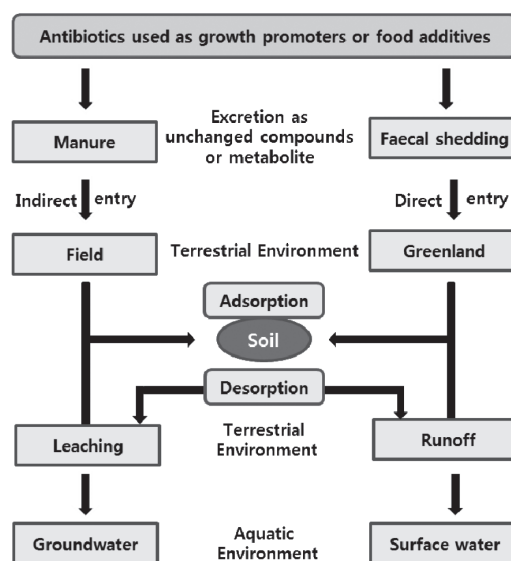 Antibiotics used as growth promoters or food additives
Excretion as
unchanged compounds
or metabolite
Manure
Faecal shedding
Indirect entry
Direct entry
Field
Terrestrial Environment
Greenland
Adsorption
Soil
Desorption
Leaching
Terrestrial
Environment
Runoff
Groundwater
Aquatic
Environment
Surface water